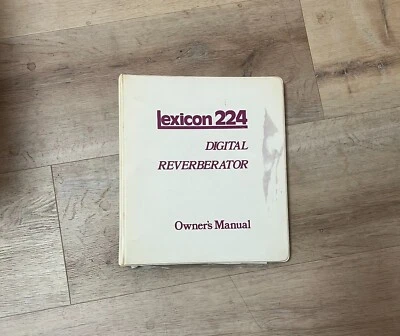 lexicon 224
DIGITAL
REVERBERATOR
Owner's Manual